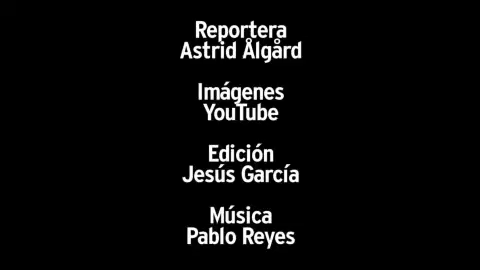 Reportera
Astrid Ålgård
Imágenes
YouTube
Edición
Jesús García
Música
Pablo Reyes